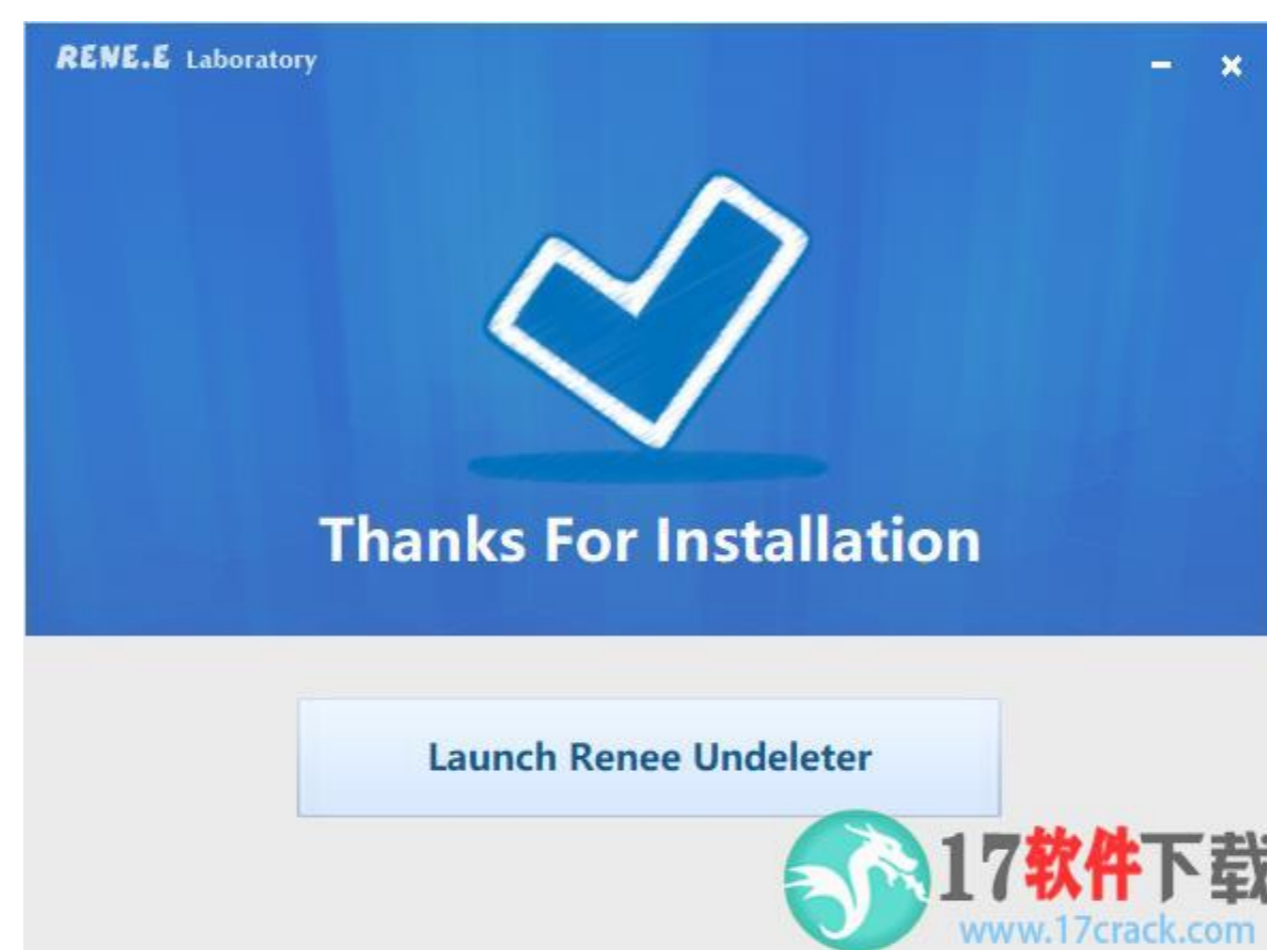 RENE.E Laboratory
Thanks For Installation
Launch Renee Undeleter
17软件下载
www.17crack.com